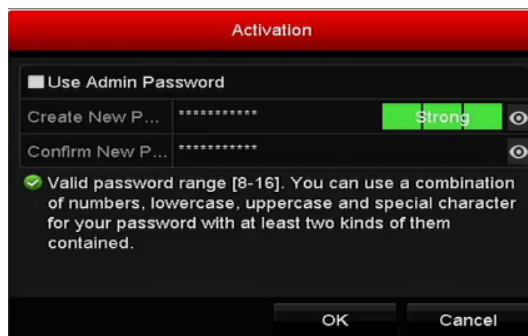 Activation
Use Admin Password
Create New P... *********** Strong
Confirm New P... ***********
Valid password range [8-16]. You can use a combination
of numbers, lowercase, uppercase and special character
for your password with at least two kinds of them
contained.
OK Cancel